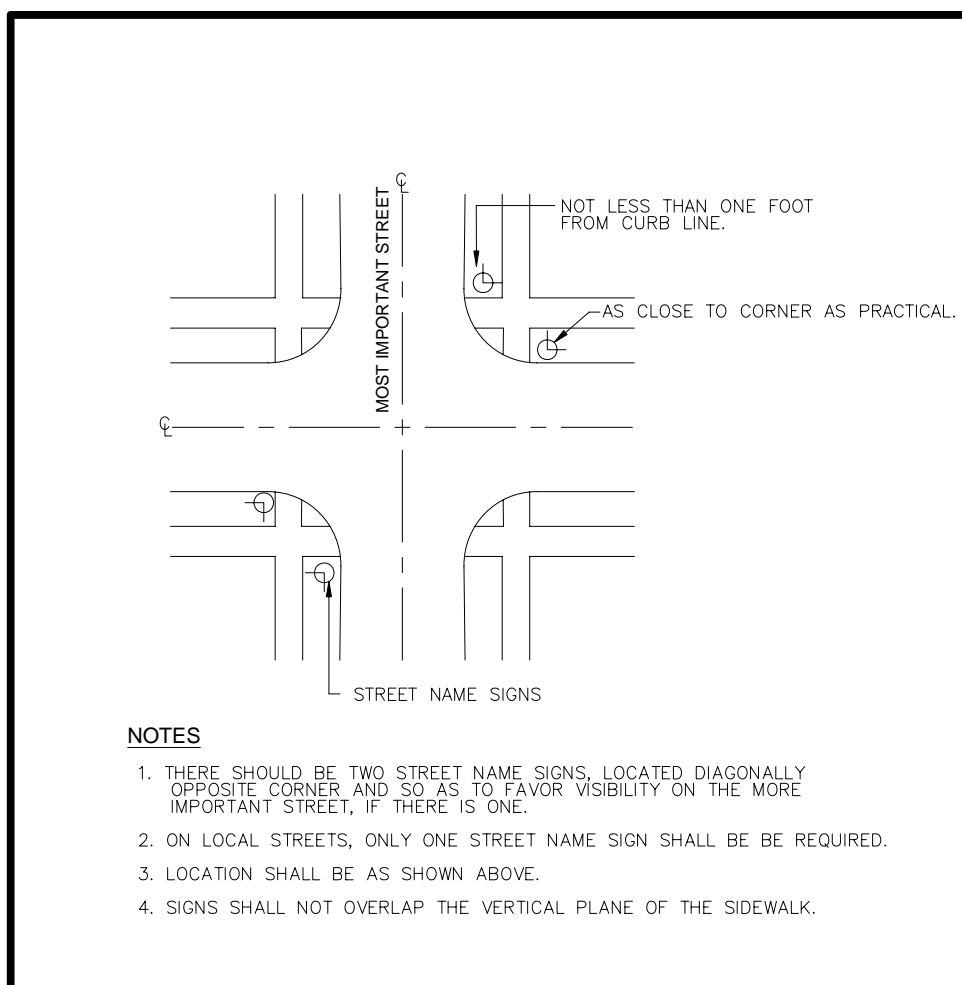 ℄
MOST IMPORTANT STREET
NOT LESS THAN ONE FOOT
FROM CURB LINE.
AS CLOSE TO CORNER AS PRACTICAL.
℄
STREET NAME SIGNS
NOTES
1. THERE SHOULD BE TWO STREET NAME SIGNS, LOCATED DIAGONALLY
OPPOSITE CORNER AND SO AS TO FAVOR VISIBILITY ON THE MORE
IMPORTANT STREET, IF THERE IS ONE.
2. ON LOCAL STREETS, ONLY ONE STREET NAME SIGN SHALL BE BE REQUIRED.
3. LOCATION SHALL BE AS SHOWN ABOVE.
4. SIGNS SHALL NOT OVERLAP THE VERTICAL PLANE OF THE SIDEWALK.